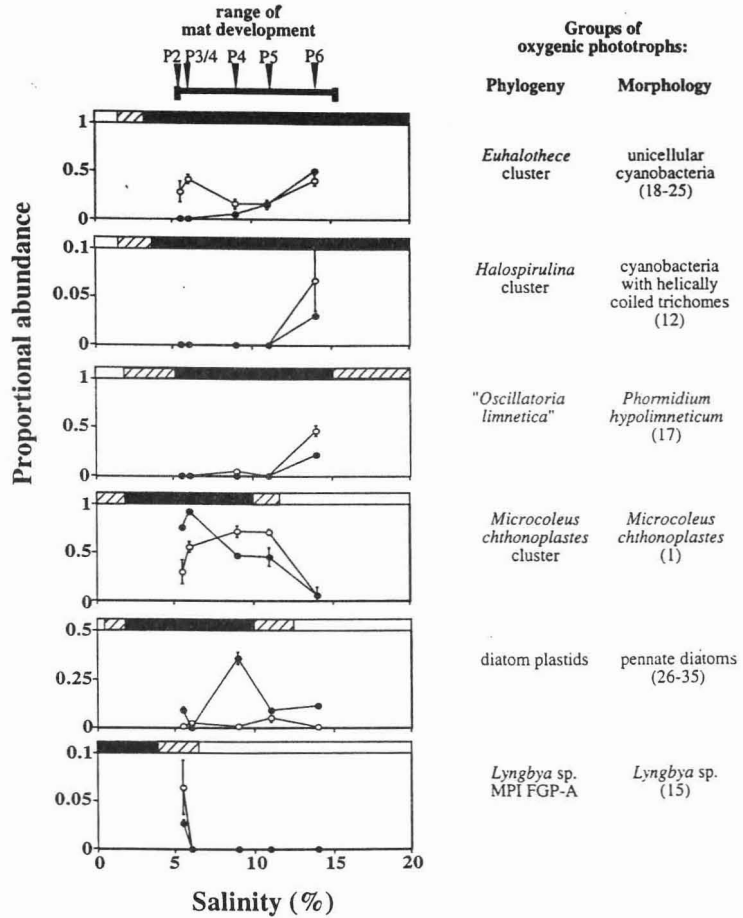 range of
mat development
P2 P3/4 P4 P5 P6
Groups of
oxygenic phototrophs:
Phylogeny Morphology
Proportional abundance
1
0.5
0
Euhalothece
cluster
unicellular
cyanobacteria
(18-25)
0.1
0.05
0
Halospirulina
cluster
cyanobacteria
with helically
coiled trichomes
(12)
1
0.5
0
"Oscillatoria
limnetica"
Phormidium
hypolimneticum
(17)
1
0.5
0
Microcoleus
chthonoplastes
cluster
Microcoleus
chthonoplastes
(1)
0.5
0.25
0
diatom plastids
pennate diatoms
(26-35)
0.1
0.05
0
Lyngbya sp.
MPI FGP-A
Lyngbya sp.
(15)
0 5 10 15 20
Salinity (%)